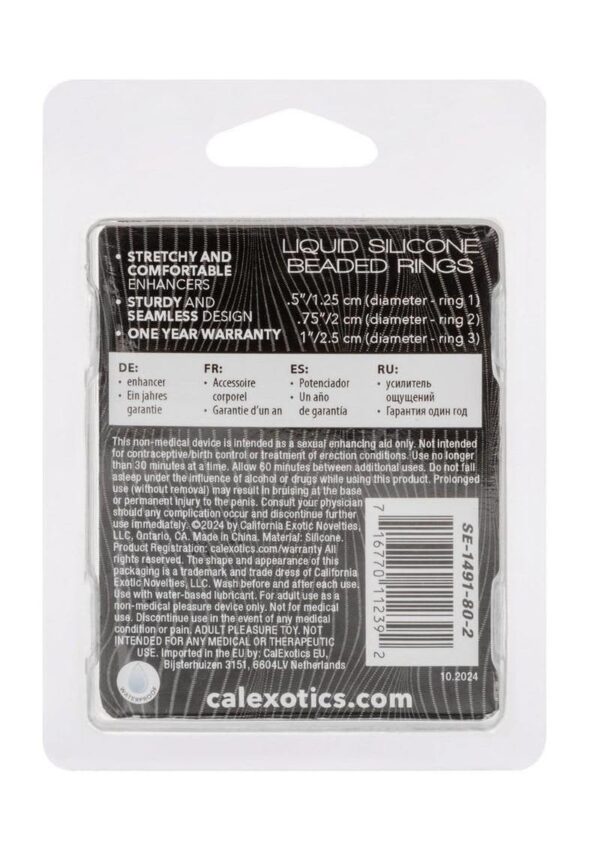 • STRETCHY AND
COMFORTABLE
ENHANCERS
• STURDY AND
SEAMLESS DESIGN
• ONE YEAR WARRANTY
LIQUID SILICONE
BEADED RINGS
.5”/1.25 cm (diameter - ring 1)
.75”/2 cm (diameter - ring 2)
1”/2.5 cm (diameter - ring 3)
DE:
• enhancer
• Ein jahres
garantie
FR:
• Accessoire
corporel
• Garantie d’un an
ES:
• Potenciador
• Un año
de garantía
RU:
• усилитель
ощущений
• Гарантия один год
This non-medical device is intended as a sexual enhancing aid only. Not intended
for contraceptive/birth control or treatment of erection conditions. Use no longer
than 30 minutes at a time. Allow 60 minutes between additional uses. Do not fall
asleep under the influence of alcohol or drugs while using this product. Prolonged
use (without removal) may result in bruising at the base
or permanent injury to the penis. Consult your physician
should any complication occur and discontinue further
use immediately. ©2024 by California Exotic Novelties,
LLC, Ontario, CA. Made in China. Material: Silicone.
Product Registration: calexotics.com/warranty All
rights reserved. The shape and appearance of this
packaging is a trademark and trade dress of California
Exotic Novelties, LLC. Wash before and after each use.
Use with water-based lubricant. For adult use as a
non-medical pleasure device only. Not for medical
use. Discontinue use in the event of any medical
condition or pain. ADULT PLEASURE TOY. NOT
INTENDED FOR ANY MEDICAL OR THERAPEUTIC
USE. Imported in the EU by: CalExotics EU,
Bijsterhuizen 3151, 6604LV Netherlands
7 16770 11239 2
SE-1491-80-2
10.2024
WATERPROOF
calexotics.com